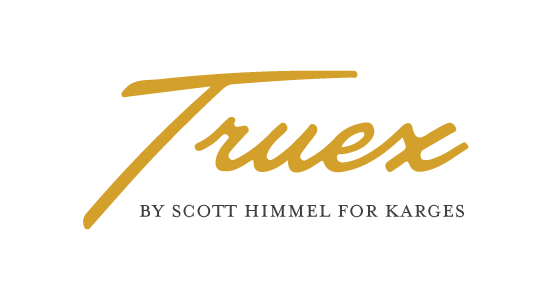 Truex
BY SCOTT HIMMEL FOR KARGES